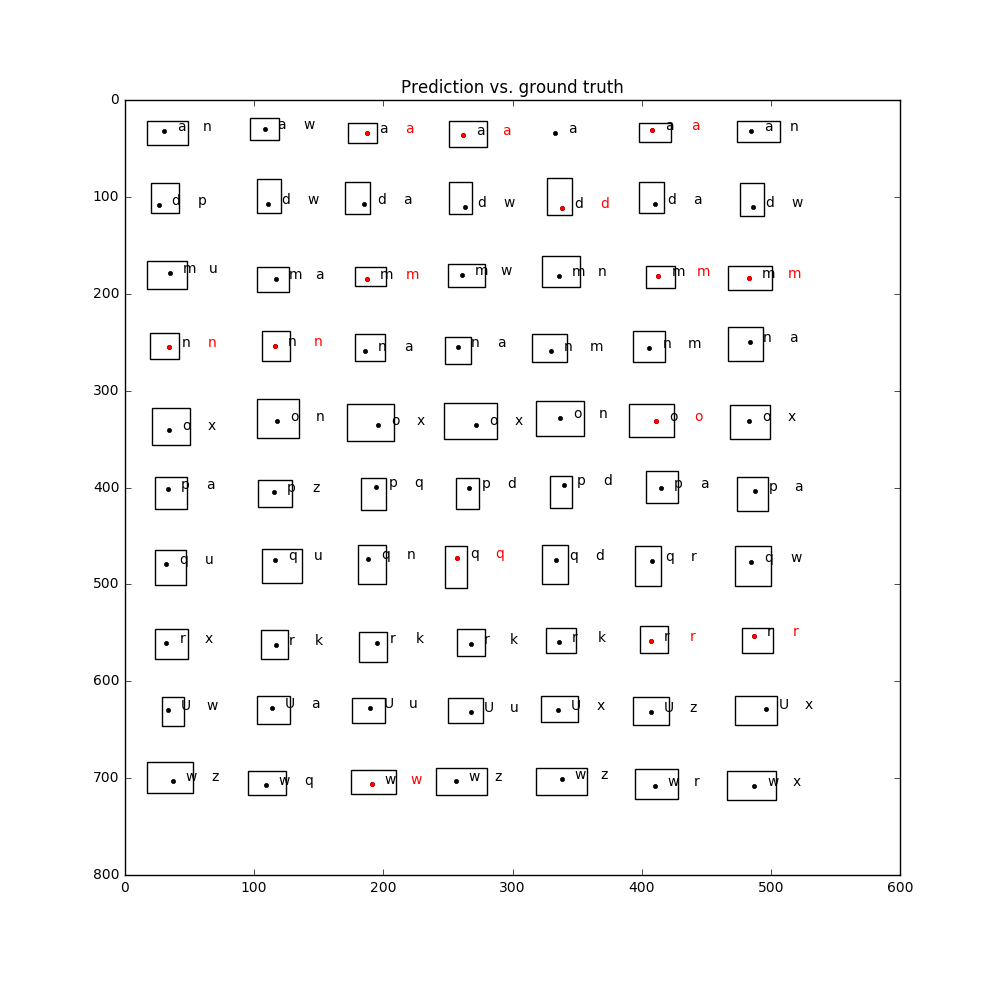 Prediction vs. ground truth
0
a n a w a a a a a a a a n
100
d p d w d a d w d d d a d w
m u m a m m m w m n m m m m
200
n n n n n a n a n m n m n a
300
o x o n o x o x o n o o o x
400
p a p z p q p d p d p a p a
q u q u q n q q q d q r q w
500
r x r k r k r k r k r r r r
600
U w U a U u U u U x U z U x
700
w z w q w w w z w z w r w x
800
0 100 200 300 400 500 600